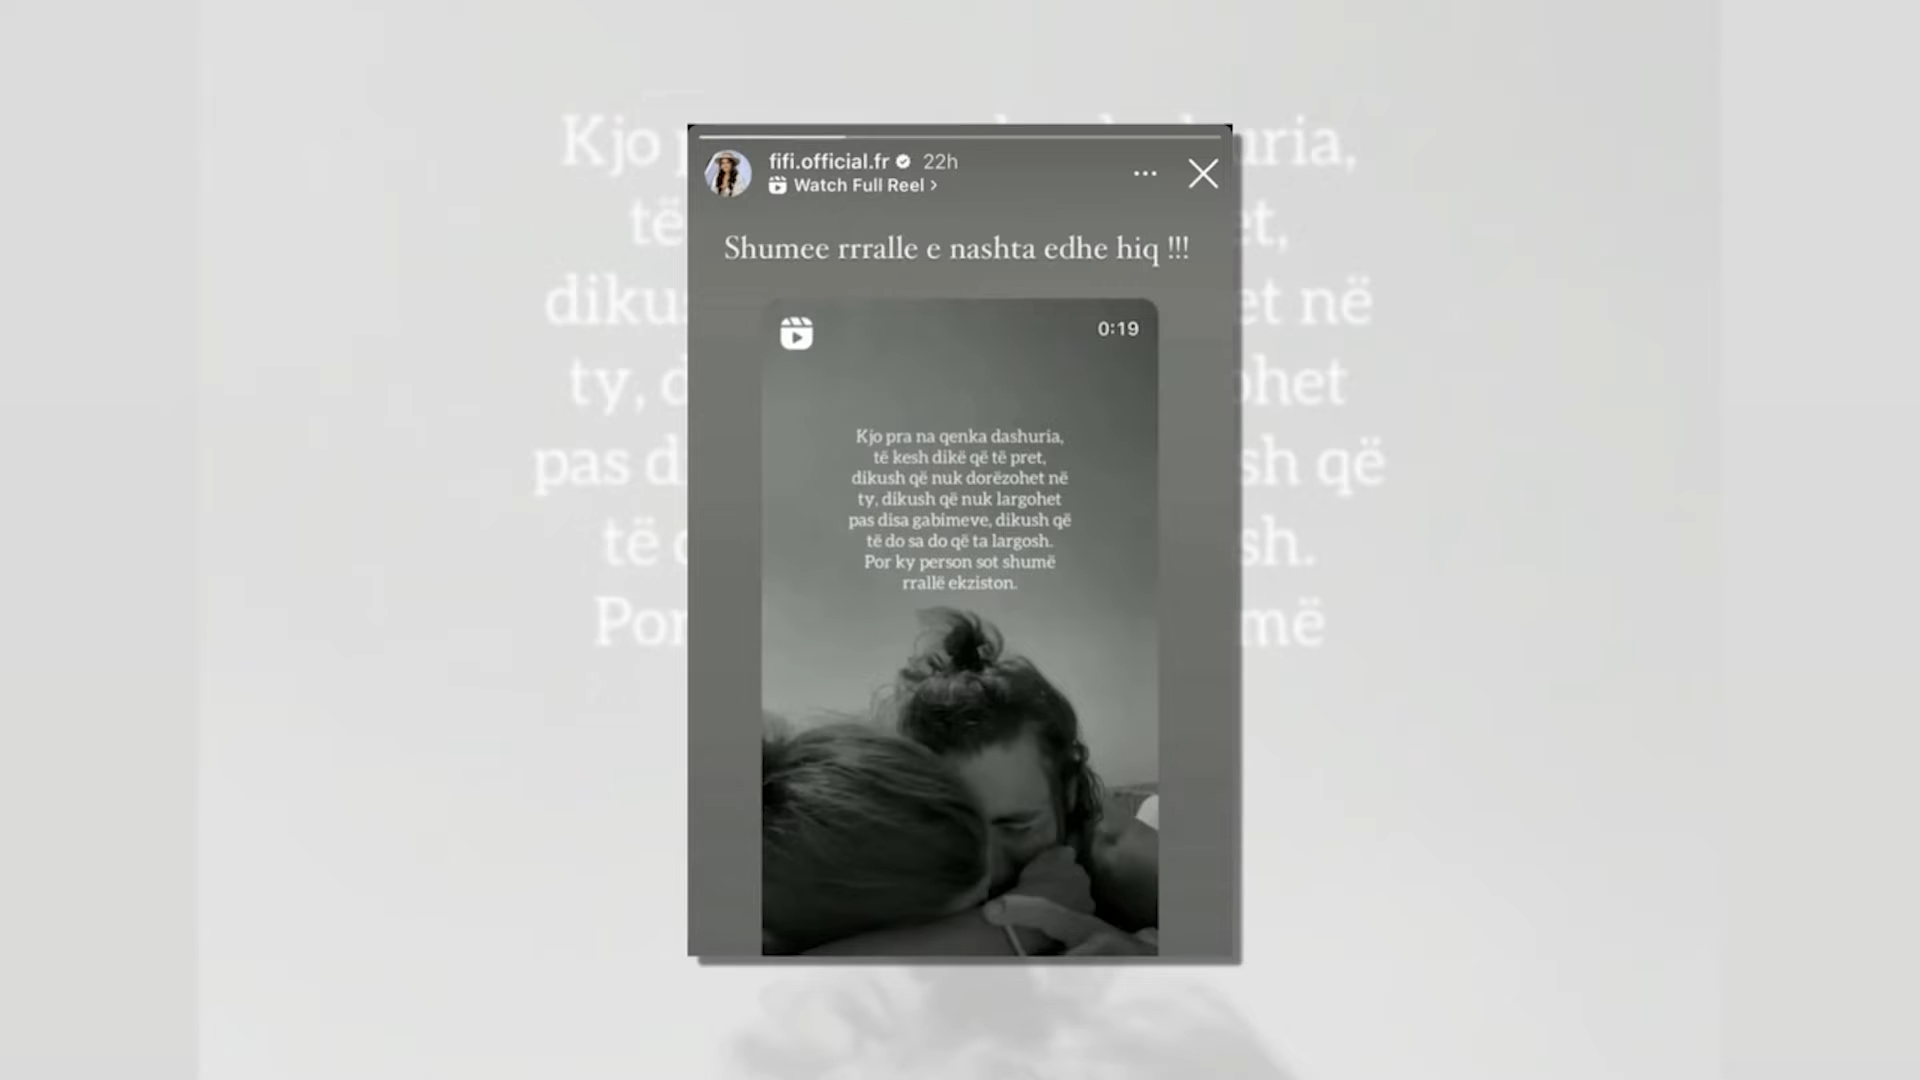 fifi.official.fr 22h
Watch Full Reel >
Shumee rrralle e nashta edhe hiq !!!
0:19
Kjo pra na qenka dashuria,
të kesh dikë që të pret,
dikush që nuk dorëzohet në
ty, dikush që nuk largohet
pas disa gabimeve, dikush që
të do sa do që ta largosh.
Por ky person sot shumë
rrallë ekziston.